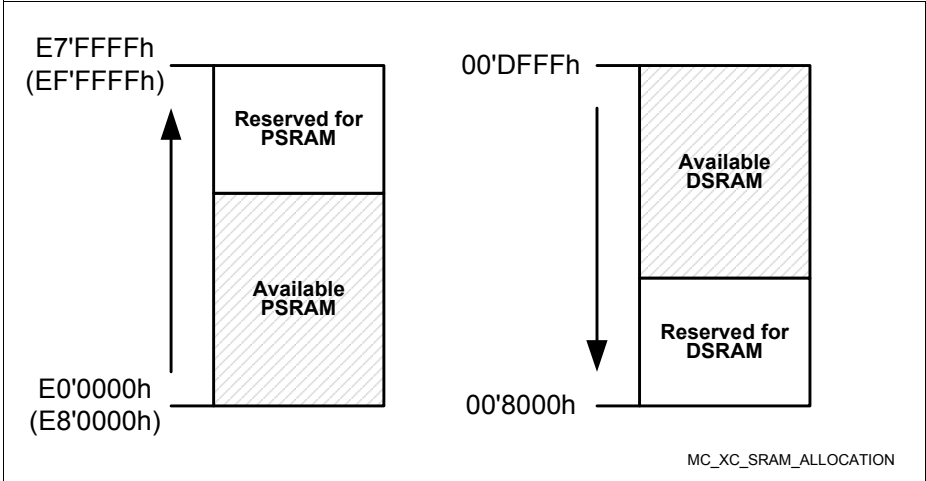 E7'FFFFh
(EF'FFFFh)
Reserved for
PSRAM
Available
PSRAM
E0'0000h
(E8'0000h)
00'DFFFh
Available
DSRAM
Reserved for
DSRAM
00'8000h
MC_XC_SRAM_ALLOCATION